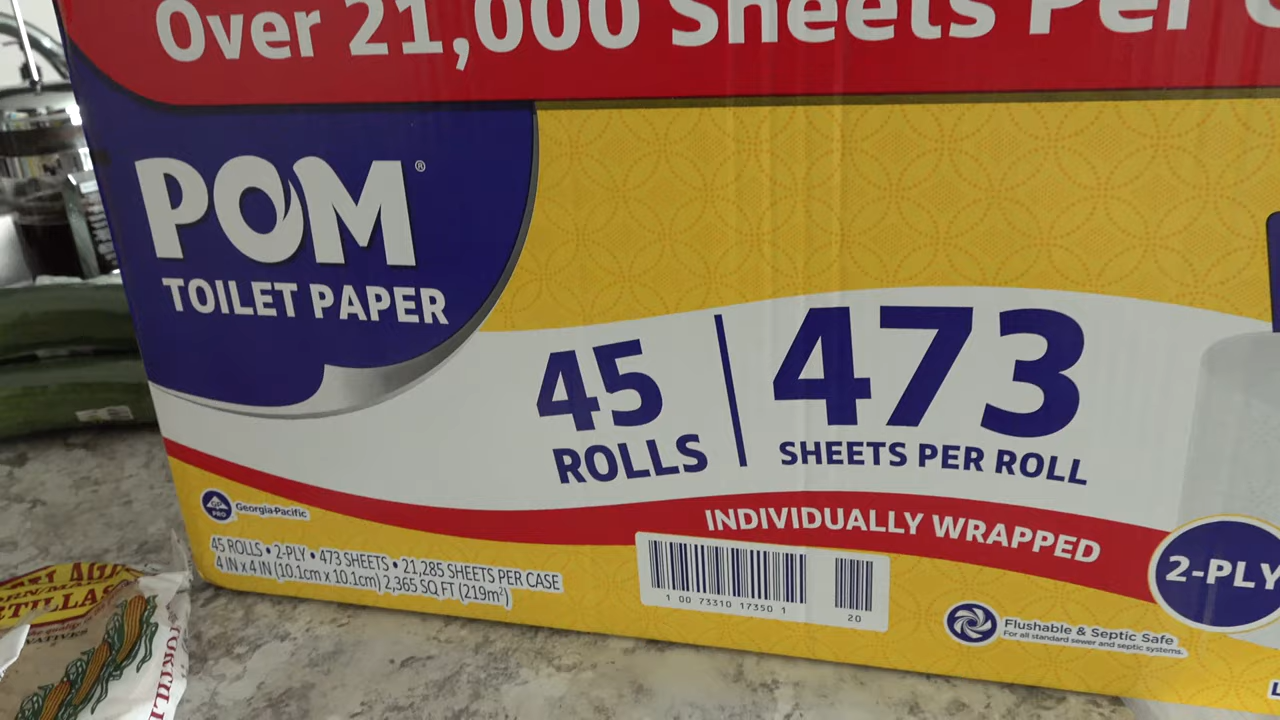 Over 21,000 Sheets Per
POM®
TOILET PAPER
45
ROLLS
473
SHEETS PER ROLL
INDIVIDUALLY WRAPPED
2-PLY
GP
PRO
Georgia-Pacific
45 ROLLS • 2-PLY • 473 SHEETS • 21,285 SHEETS PER CASE
4 IN x 4 IN (10.1cm x 10.1cm) 2,365 SQ FT (219m²)
1 00 73310 17350 1
20
Flushable & Septic Safe
For all standard sewer and septic systems.